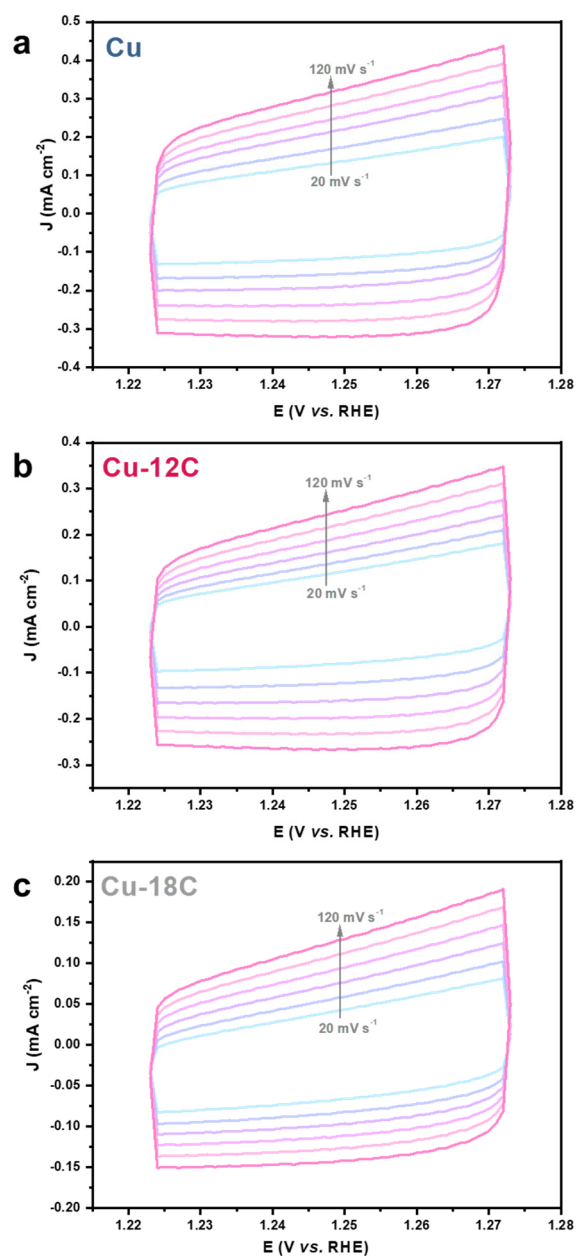 a Cu
0.5
0.4
0.3
0.2
0.1
0.0
-0.1
-0.2
-0.3
-0.4
J (mA cm⁻²)
120 mV s⁻¹
20 mV s⁻¹
1.22 1.23 1.24 1.25 1.26 1.27 1.28
E (V vs. RHE)
b Cu-12C
0.4
0.3
0.2
0.1
0.0
-0.1
-0.2
-0.3
J (mA cm⁻²)
120 mV s⁻¹
20 mV s⁻¹
1.22 1.23 1.24 1.25 1.26 1.27 1.28
E (V vs. RHE)
c Cu-18C
0.20
0.15
0.10
0.05
0.00
-0.05
-0.10
-0.15
-0.20
J (mA cm⁻²)
120 mV s⁻¹
20 mV s⁻¹
1.22 1.23 1.24 1.25 1.26 1.27 1.28
E (V vs. RHE)